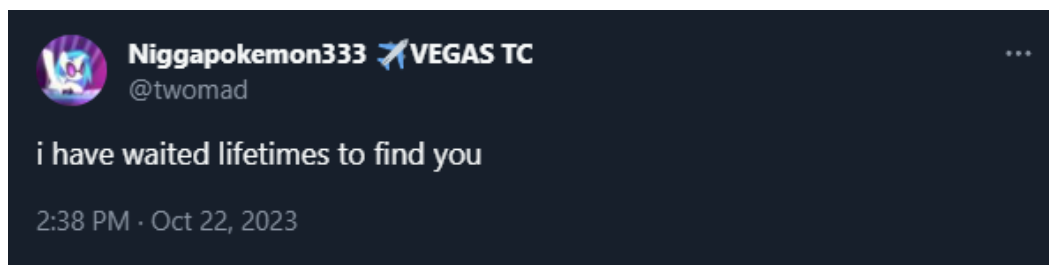 Niggapokemon333 ✈️VEGAS TC
@twomad
i have waited lifetimes to find you
2:38 PM · Oct 22, 2023